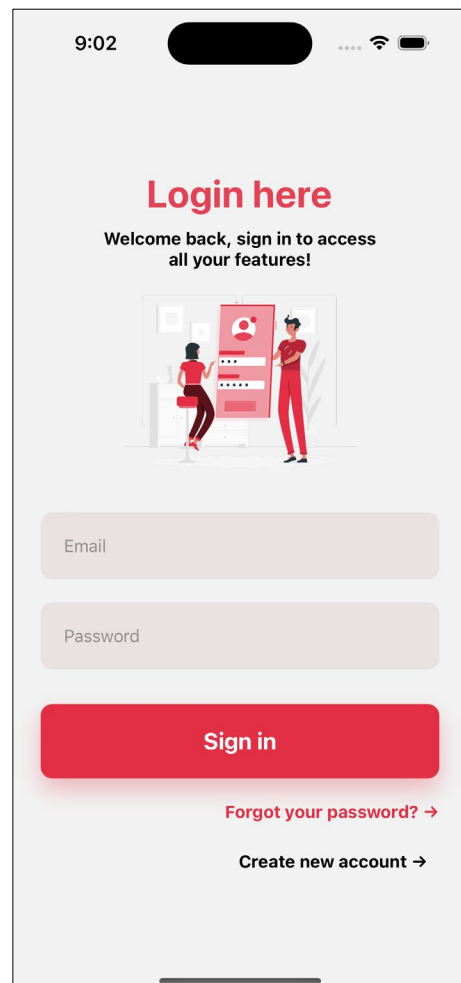 9:02
Login here
Welcome back, sign in to access
all your features!
Email
Password
Sign in
Forgot your password? →
Create new account →